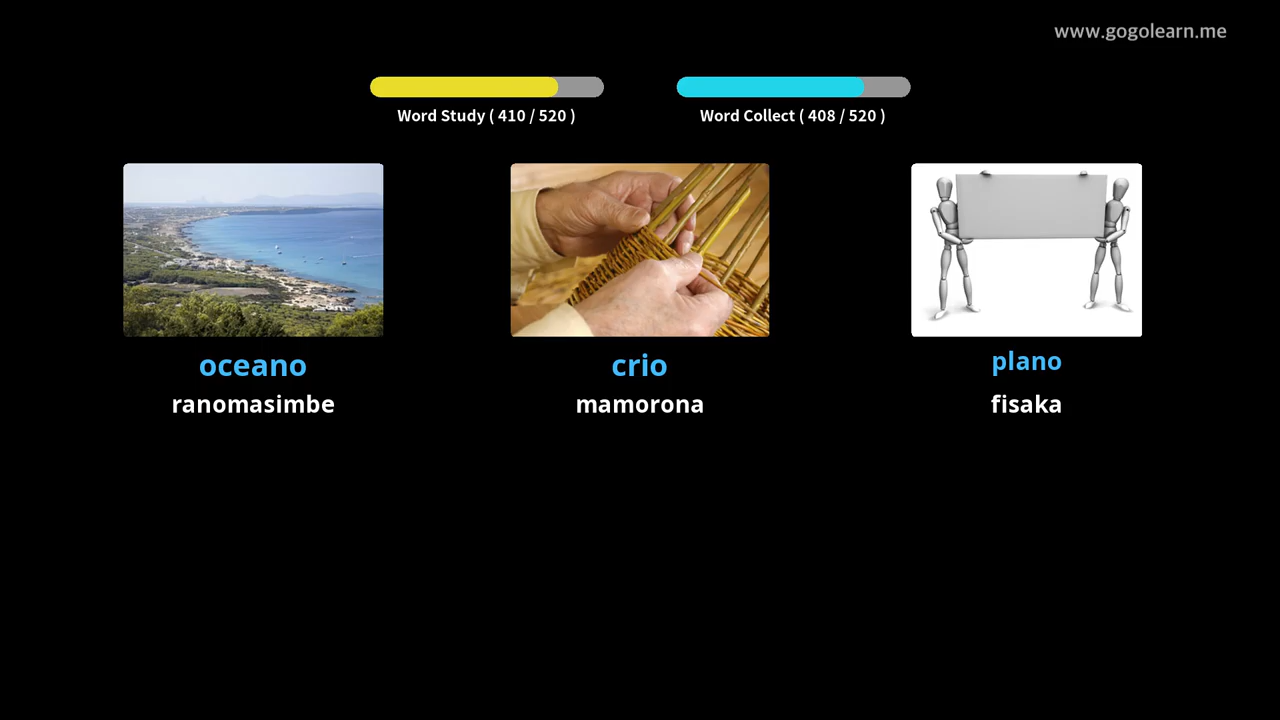 www.gogolearn.me
Word Study ( 410 / 520 )
Word Collect ( 408 / 520 )
oceano
ranomasimbe
crio
mamorona
plano
fisaka